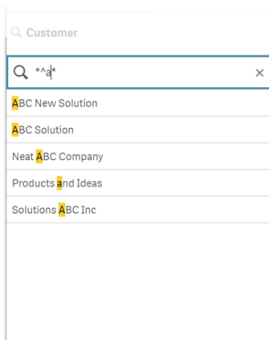 Customer
*^a*
ABC New Solution
ABC Solution
Neat ABC Company
Products and Ideas
Solutions ABC Inc